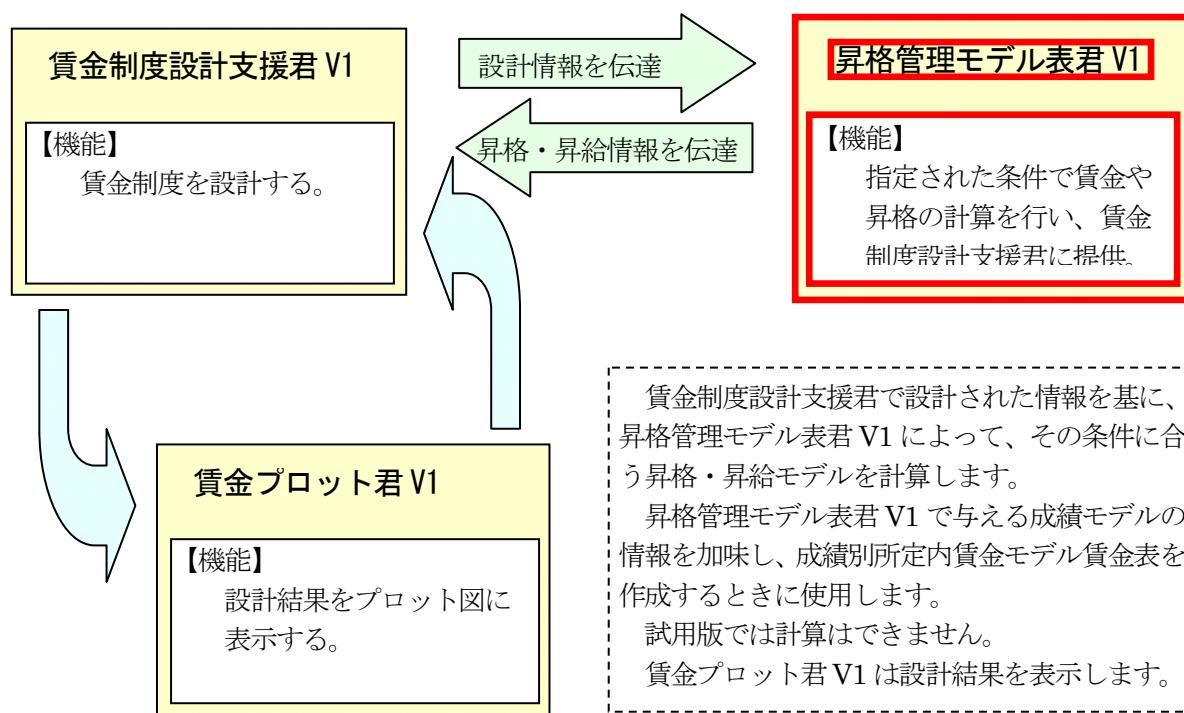 賃金制度設計支援君 V1
【機能】
賃金制度を設計する。
設計情報を伝達
昇格・昇給情報を伝達
昇格管理モデル表君 V1
【機能】
指定された条件で賃金や
昇格の計算を行い、賃金
制度設計支援君に提供。
賃金プロット君 V1
【機能】
設計結果をプロット図に
表示する。
賃金制度設計支援君で設計された情報を基に、
昇格管理モデル表君 V1 によって、その条件に合
う昇格・昇給モデルを計算します。
昇格管理モデル表君 V1 で与える成績モデルの
情報を加味し、成績別所定内賃金モデル賃金表を
作成するときに使用します。
試用版では計算はできません。
賃金プロット君 V1 は設計結果を表示します。